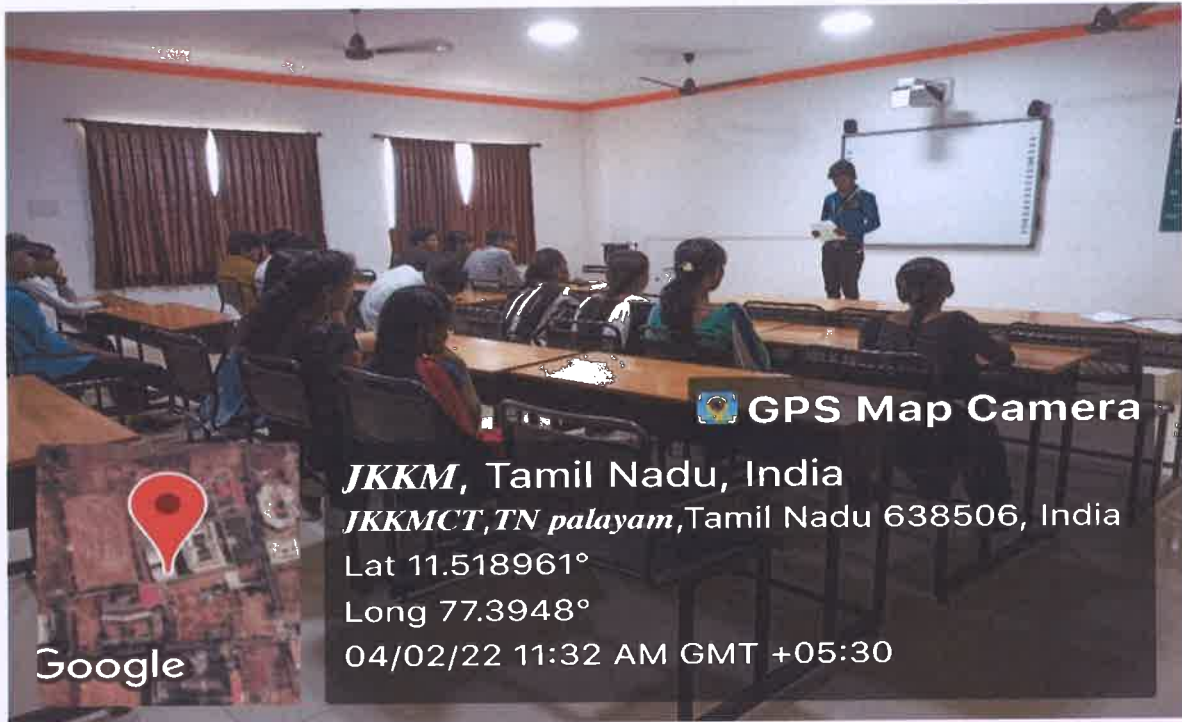 GPS Map Camera
JKKM, Tamil Nadu, India
JKKMCT,TN palayam,Tamil Nadu 638506, India
Lat 11.518961°
Long 77.3948°
04/02/22 11:32 AM GMT +05:30
Google